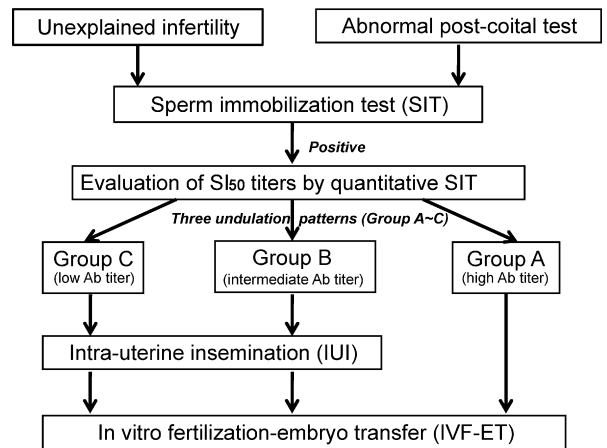 Unexplained infertility
Abnormal post-coital test
Sperm immobilization test (SIT)
Positive
Evaluation of SI50 titers by quantitative SIT
Three undulation patterns (Group A~C)
Group C
(low Ab titer)
Group B
(intermediate Ab titer)
Group A
(high Ab titer)
Intra-uterine insemination (IUI)
In vitro fertilization-embryo transfer (IVF-ET)